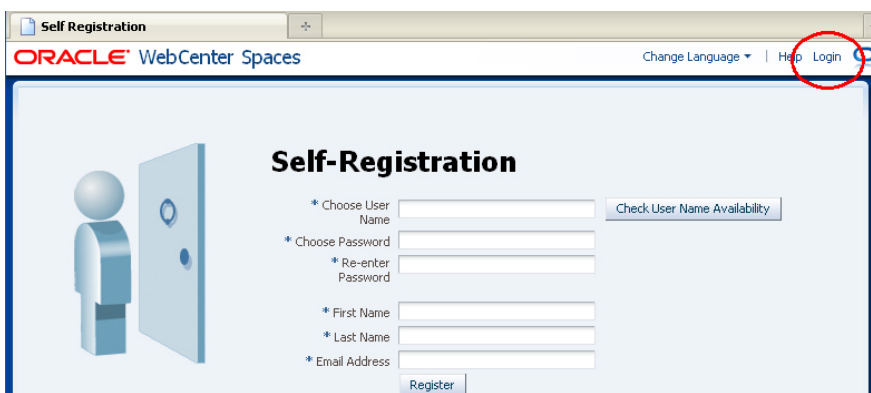 Self Registration
ORACLE WebCenter Spaces Change Language | Help Login
Self-Registration
* Choose User Name Check User Name Availability
* Choose Password
* Re-enter Password
* First Name
* Last Name
* Email Address
Register